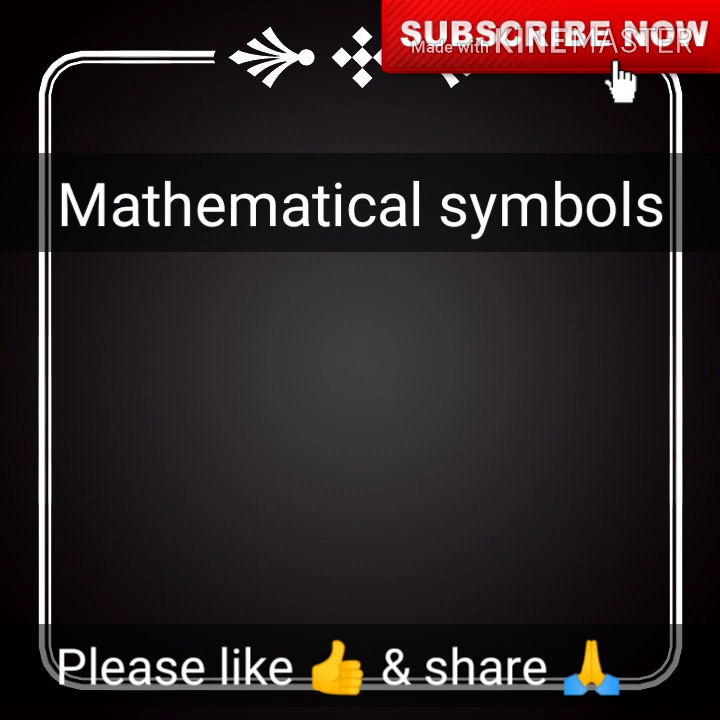 SUBSCRIBE NOW
Made with KINEMASTER
Mathematical symbols
Please like 👍 & share 🙏